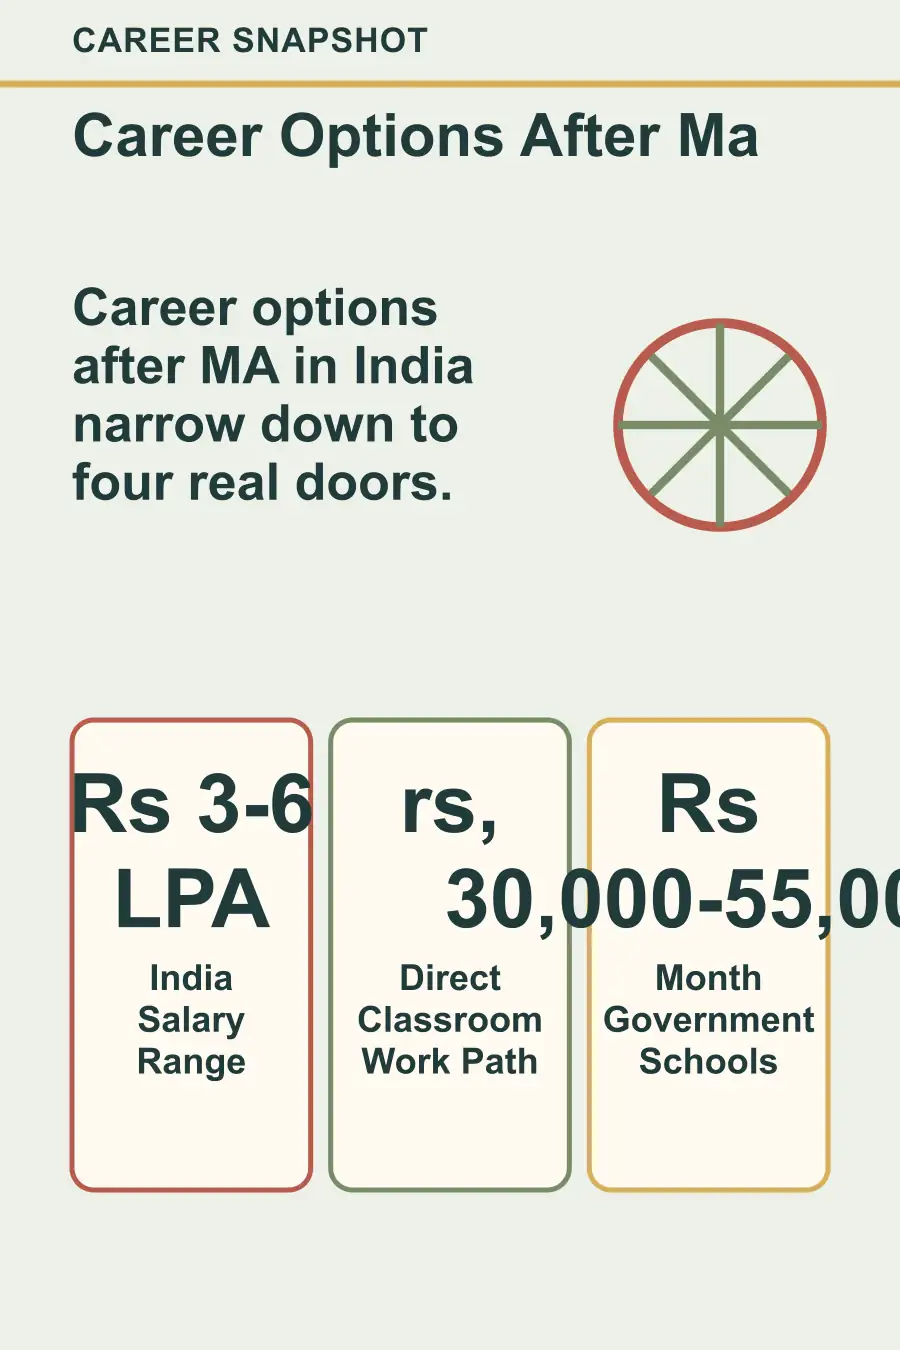 CAREER SNAPSHOT
Career Options After Ma
Career options
after MA in India
narrow down to
four real doors.
Rs 3-6
LPA
India
Salary
Range
rs,
Direct
Classroom
Work Path
Rs
30,000-55,00
Month
Government
Schools